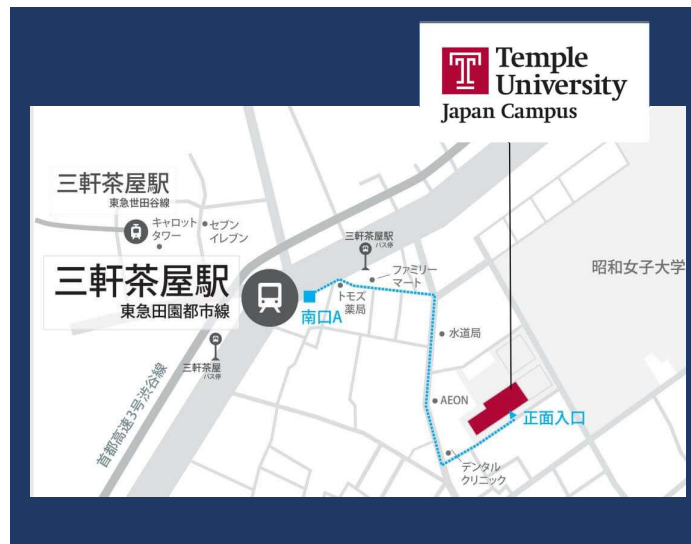 Temple
University
Japan Campus
三軒茶屋駅
東急世田谷線
キャロット
タワー
セブン
イレブン
三軒茶屋駅
バス停
三軒茶屋駅
東急田園都市線
南口A
トモズ
薬局
ファミリー
マート
昭和女子大学
水道局
三軒茶屋
バス停
首都高速3号渋谷線
AEON
正面入口
デンタル
クリニック